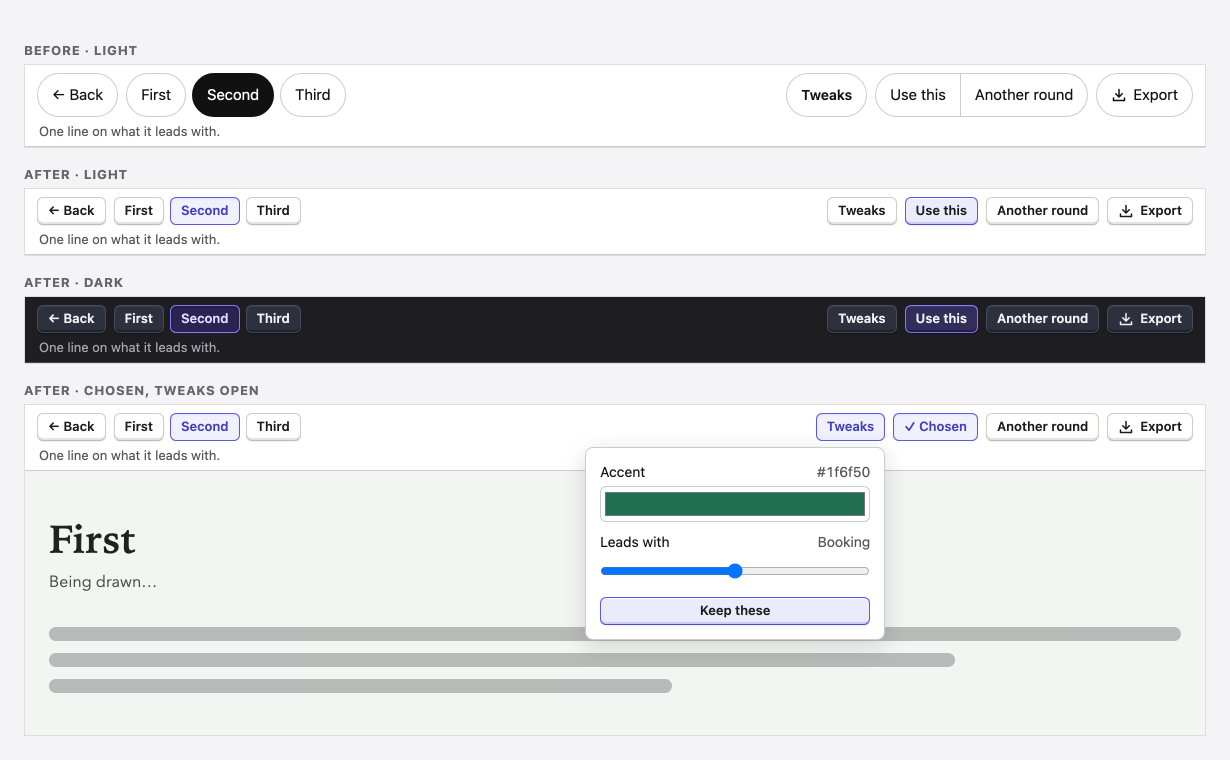 BEFORE · LIGHT
← Back First Second Third Tweaks Use this Another round Export
One line on what it leads with.
AFTER · LIGHT
← Back First Second Third Tweaks Use this Another round Export
One line on what it leads with.
AFTER · DARK
← Back First Second Third Tweaks Use this Another round Export
One line on what it leads with.
AFTER · CHOSEN, TWEAKS OPEN
← Back First Second Third Tweaks ✓ Chosen Another round Export
One line on what it leads with.
Accent #1f6f50
Leads with Booking
Keep these
First
Being drawn…